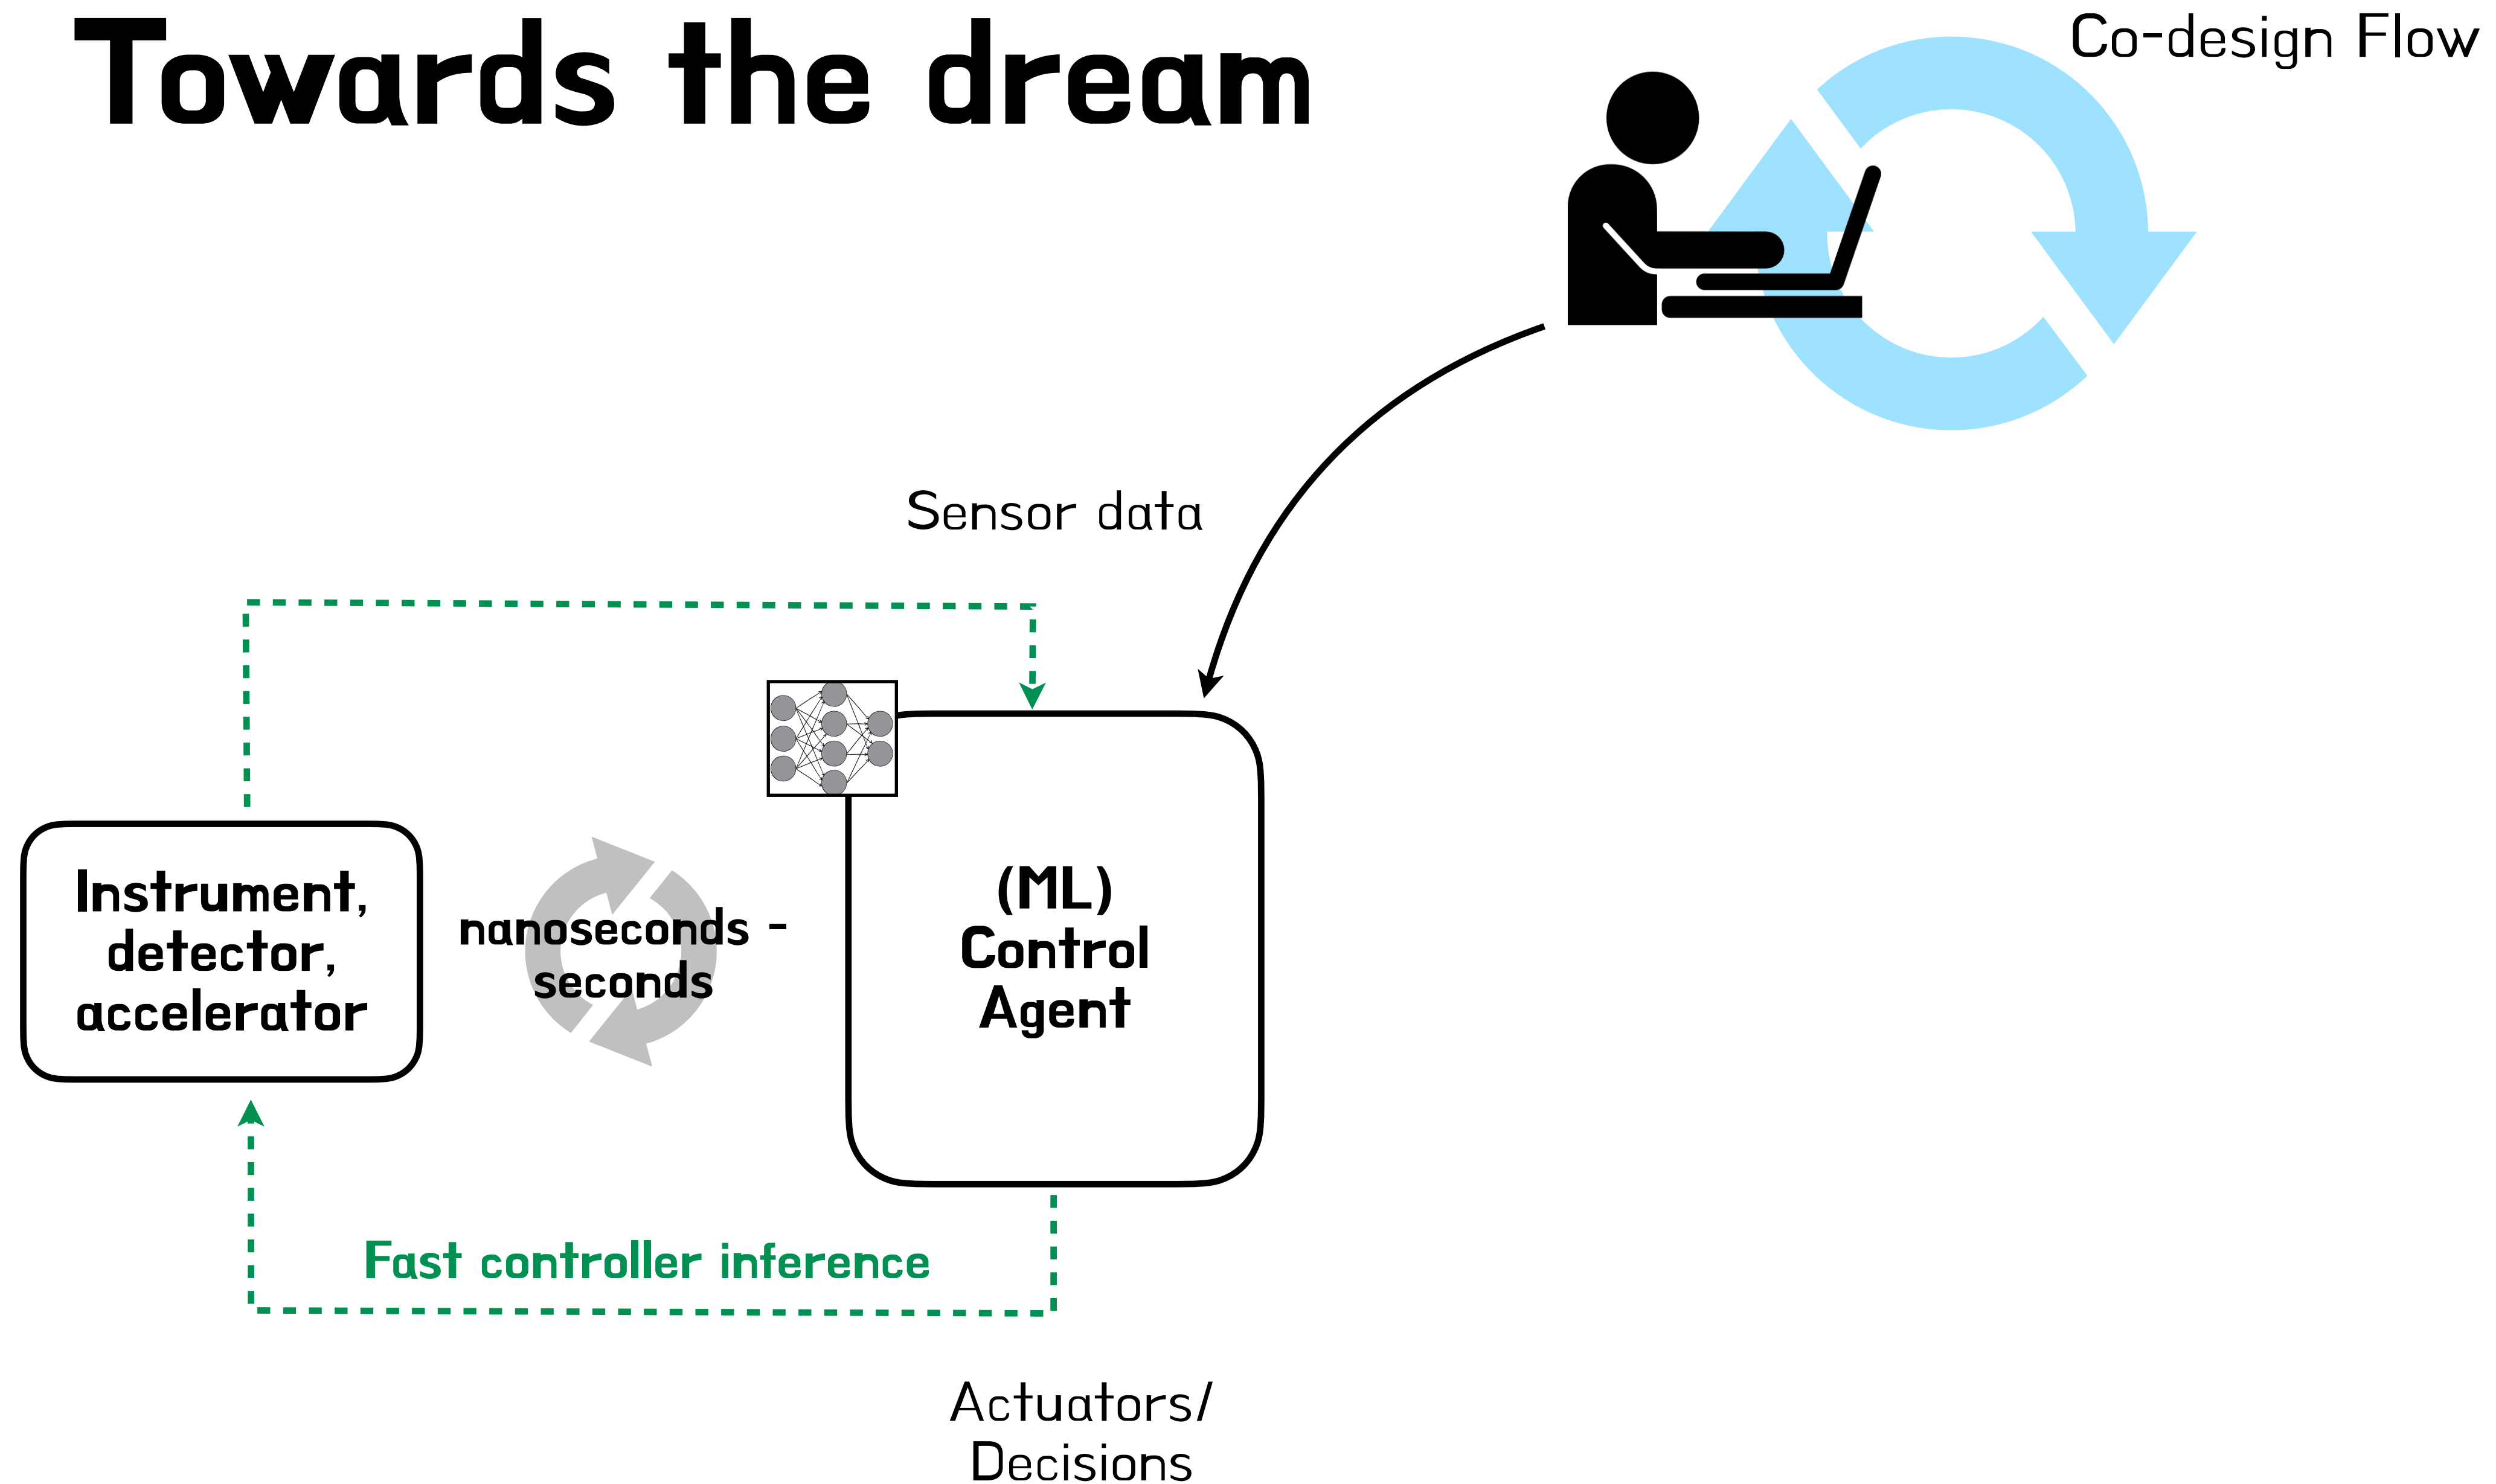 Towards the dream
Co-design Flow
Sensor data
Instrument,
detector,
accelerator
nanoseconds -
seconds
(ML)
Control
Agent
Fast controller inference
Actuators/
Decisions